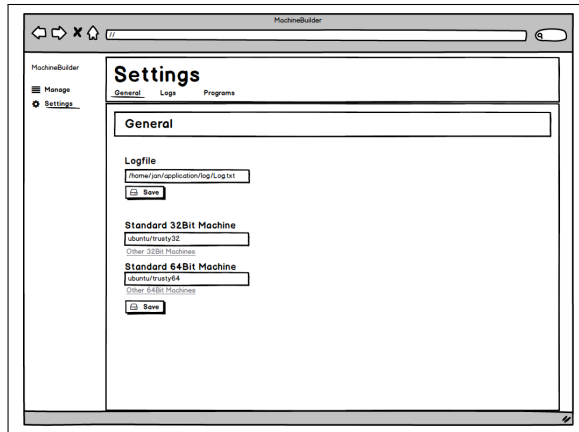 MachineBuilder
//
MachineBuilder
Manage
Settings
Settings
General Logs Programs
General
Logfile
/home/jan/application/log/Log.txt
Save
Standard 32Bit Machine
ubuntu/trusty32
Other 32Bit Machines
Standard 64Bit Machine
ubuntu/trusty64
Other 64Bit Machines
Save